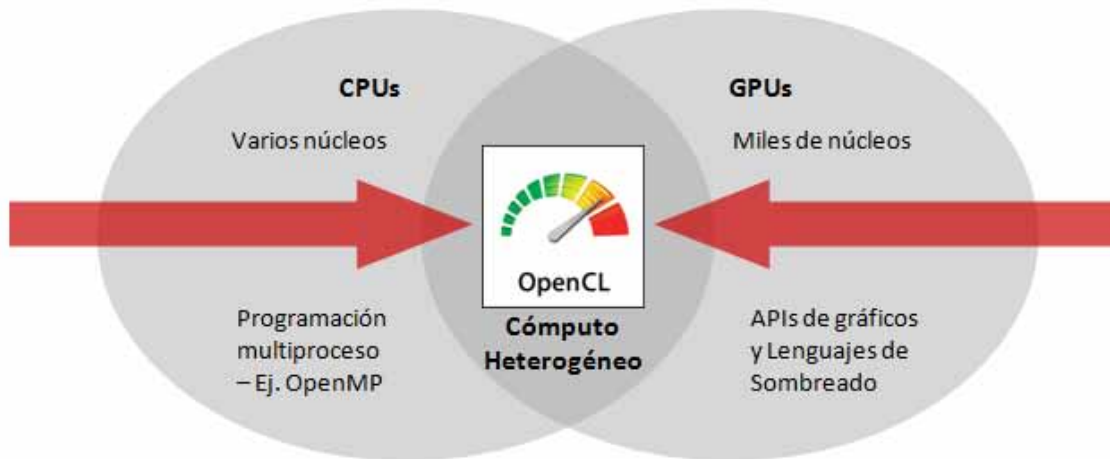 CPUs
Varios núcleos
Programación
multiproceso
– Ej. OpenMP
OpenCL
Cómputo
Heterogéneo
GPUs
Miles de núcleos
APIs de gráficos
y Lenguajes de
Sombreado